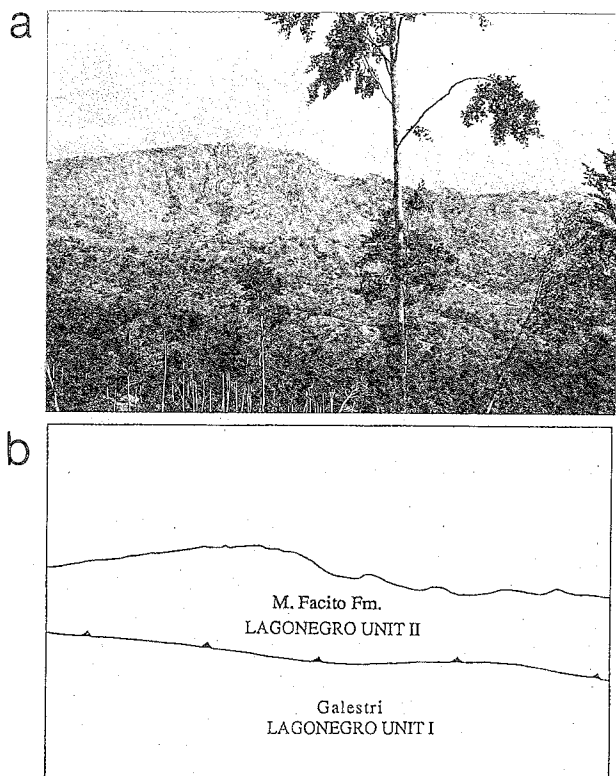 a
b
M. Facito Fm.
LAGONEGRO UNIT II
Galestri
LAGONEGRO UNIT I